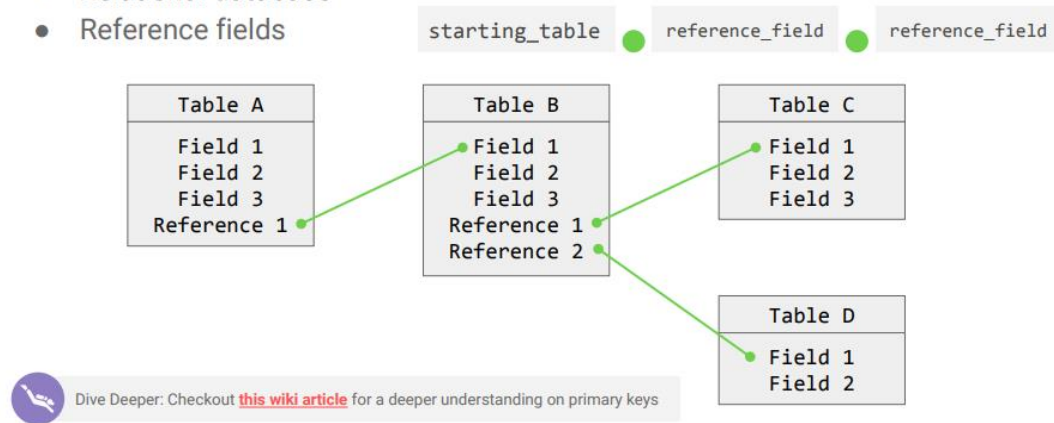 ● Reference fields
starting_table ● reference_field ● reference_field
Table A
Field 1
Field 2
Field 3
Reference 1
Table B
Field 1
Field 2
Field 3
Reference 1
Reference 2
Table C
Field 1
Field 2
Field 3
Table D
Field 1
Field 2
Dive Deeper: Checkout this wiki article for a deeper understanding on primary keys